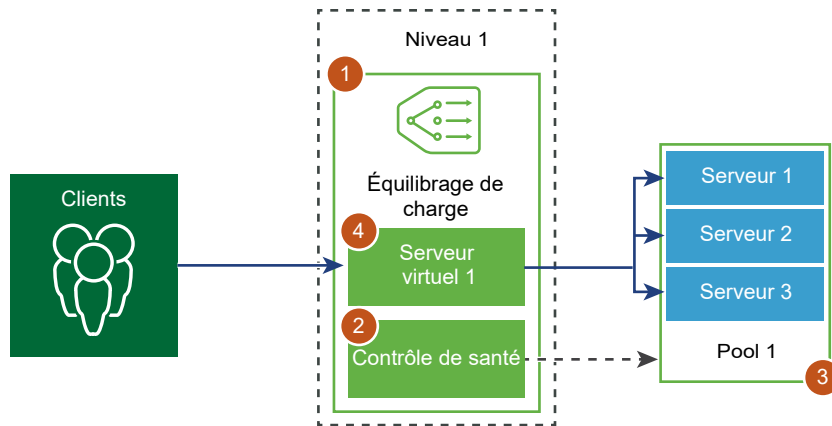 Niveau 1
1
Équilibrage de
charge
Clients
4
Serveur
virtuel 1
2
Contrôle de santé
Serveur 1
Serveur 2
Serveur 3
Pool 1
3